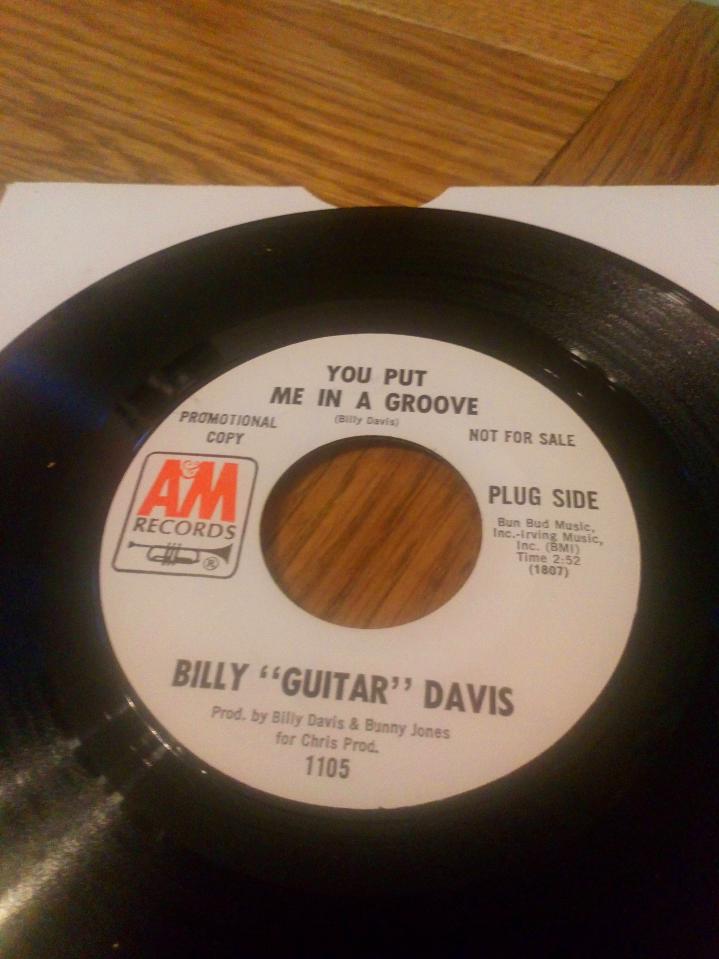 YOU PUT
ME IN A GROOVE
(Billy Davis)
PROMOTIONAL
COPY
NOT FOR SALE
A&M
RECORDS
®
PLUG SIDE
Bun Bud Music,
Inc.-Irving Music,
Inc. (BMI)
Time 2:52
(1807)
BILLY “GUITAR” DAVIS
Prod. by Billy Davis & Bunny Jones
for Chris Prod.
1105